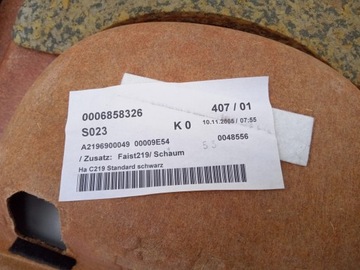 0006858326 407 / 01
S023 K 0 10.11.2005 / 07:55
A2196900049 00009E54 0048556
/ Zusatz: Faist219/ Schaum
Ha C219 Standard schwarz